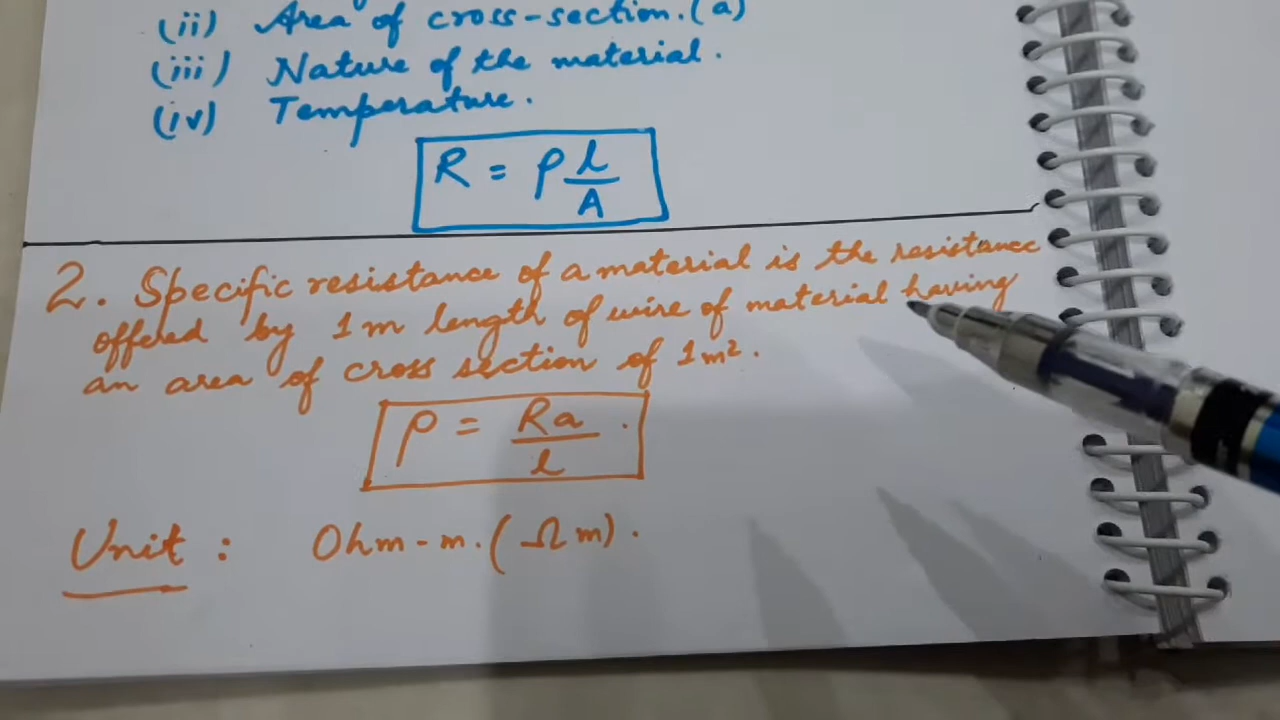 (ii) Area of cross-section.(a)
(iii) Nature of the material.
(iv) Temperature.
R = ρ l/A
2. Specific resistance of a material is the resistance
offered by 1m length of wire of material having
an area of cross section of 1m².
ρ = Ra/l.
Unit : Ohm-m.(Ωm).